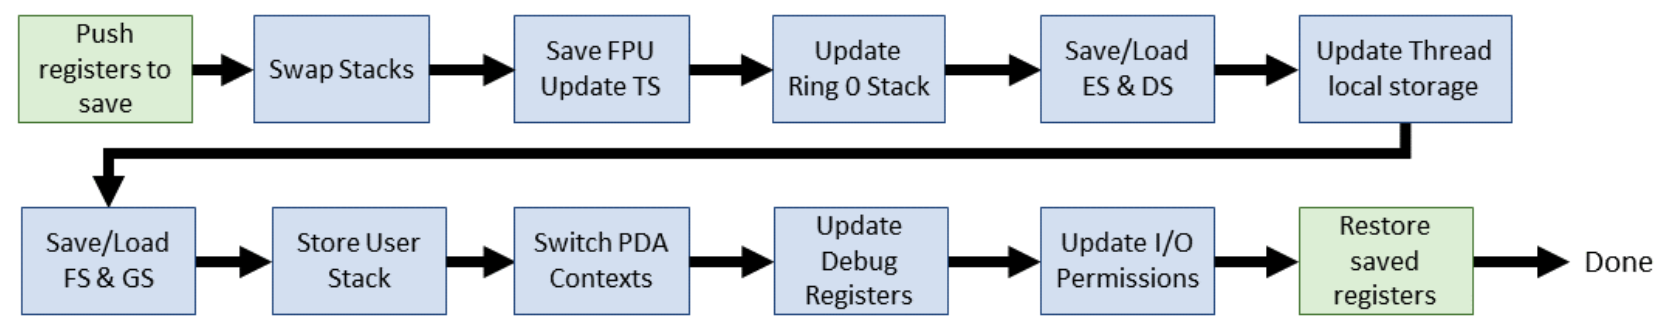 Push
registers to
save
Swap Stacks
Save FPU
Update TS
Update
Ring 0 Stack
Save/Load
ES & DS
Update Thread
local storage
Save/Load
FS & GS
Store User
Stack
Switch PDA
Contexts
Update
Debug
Registers
Update I/O
Permissions
Restore
saved
registers
Done